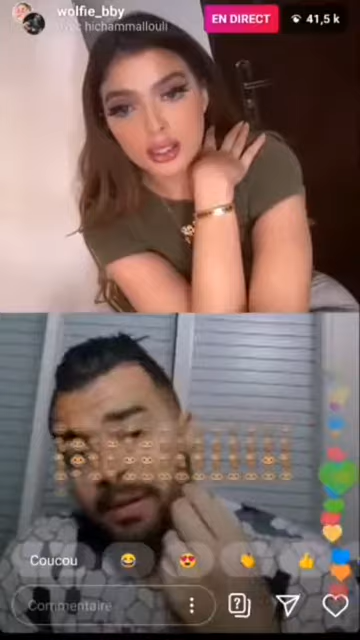 wolfie_bby
avec hichammallouli
EN DIRECT
41,5 k
Coucou
Commentaire